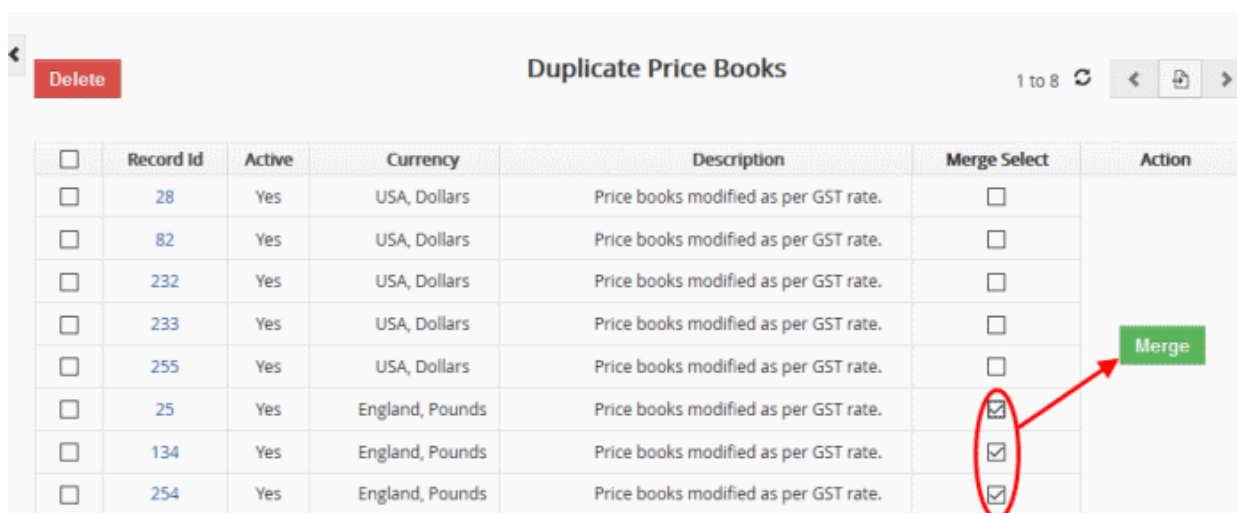 Duplicate Price Books
Delete
1 to 8
Record Id Active Currency Description Merge Select Action
28 Yes USA, Dollars Price books modified as per GST rate.
82 Yes USA, Dollars Price books modified as per GST rate.
232 Yes USA, Dollars Price books modified as per GST rate.
233 Yes USA, Dollars Price books modified as per GST rate.
255 Yes USA, Dollars Price books modified as per GST rate.
Merge
25 Yes England, Pounds Price books modified as per GST rate.
134 Yes England, Pounds Price books modified as per GST rate.
254 Yes England, Pounds Price books modified as per GST rate.